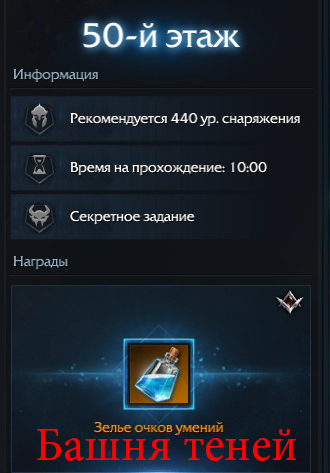 50-й этаж
Информация
Рекомендуется 440 ур. снаряжения
Время на прохождение: 10:00
Секретное задание
Награды
Зелье очков умений
Башня теней